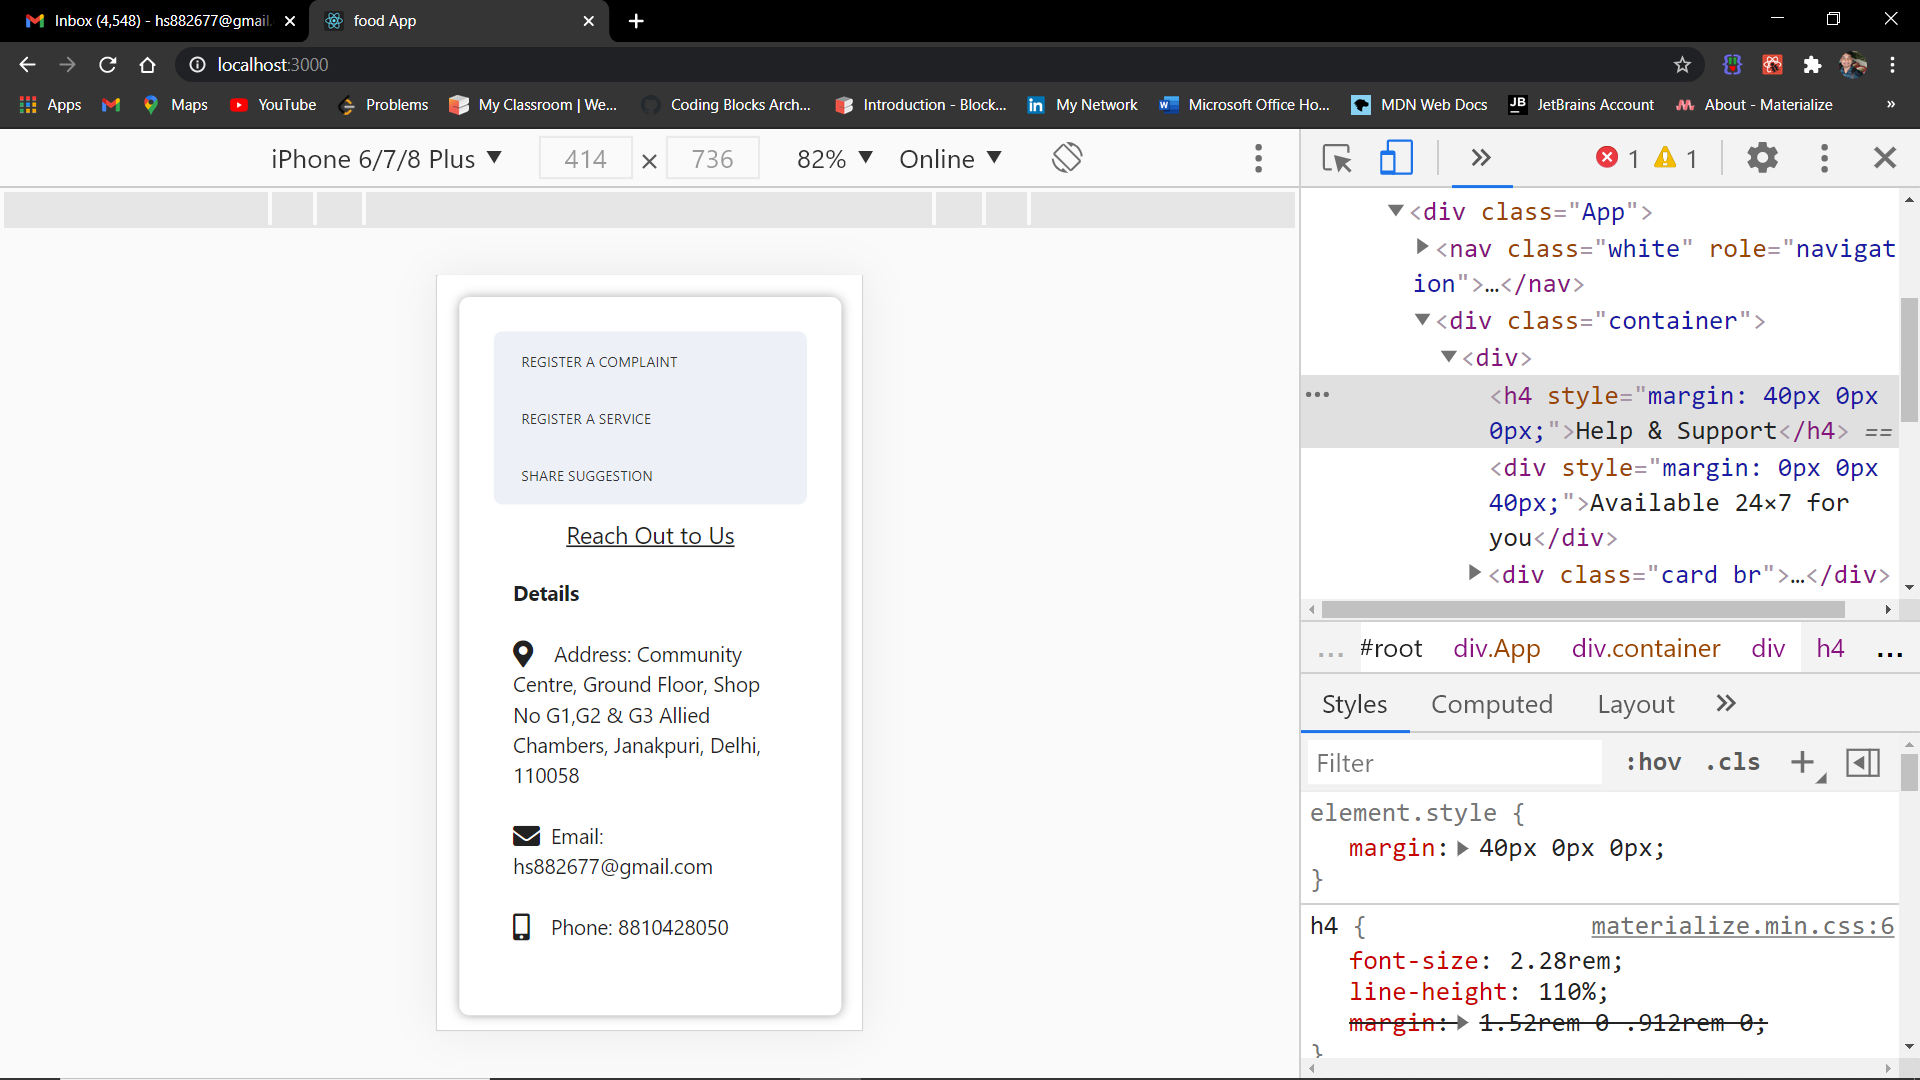 Inbox (4,548) - hs882677@gmail.
food App
localhost:3000
Apps
Maps
YouTube
Problems
My Classroom | We...
Coding Blocks Arch...
Introduction - Block...
My Network
Microsoft Office Ho...
MDN Web Docs
JetBrains Account
About - Materialize
»
iPhone 6/7/8 Plus ▼ 414 × 736 82% ▼ Online ▼
» 1 1
<div class="App">
<nav class="white" role="navigat
ion">…</nav>
<div class="container">
<div>
<h4 style="margin: 40px 0px
0px;">Help & Support</h4> ==
<div style="margin: 0px 0px
40px;">Available 24×7 for
you</div>
<div class="card br">…</div>
... #root div.App div.container div h4 ...
Styles Computed Layout »
Filter :hov .cls +
element.style {
margin: 40px 0px 0px;
}
h4 { materialize.min.css:6
font-size: 2.28rem;
line-height: 110%;
margin: 1.52rem 0 .912rem 0;
}
REGISTER A COMPLAINT
REGISTER A SERVICE
SHARE SUGGESTION
Reach Out to Us
Details
Address: Community
Centre, Ground Floor, Shop
No G1,G2 & G3 Allied
Chambers, Janakpuri, Delhi,
110058
Email:
hs882677@gmail.com
Phone: 8810428050